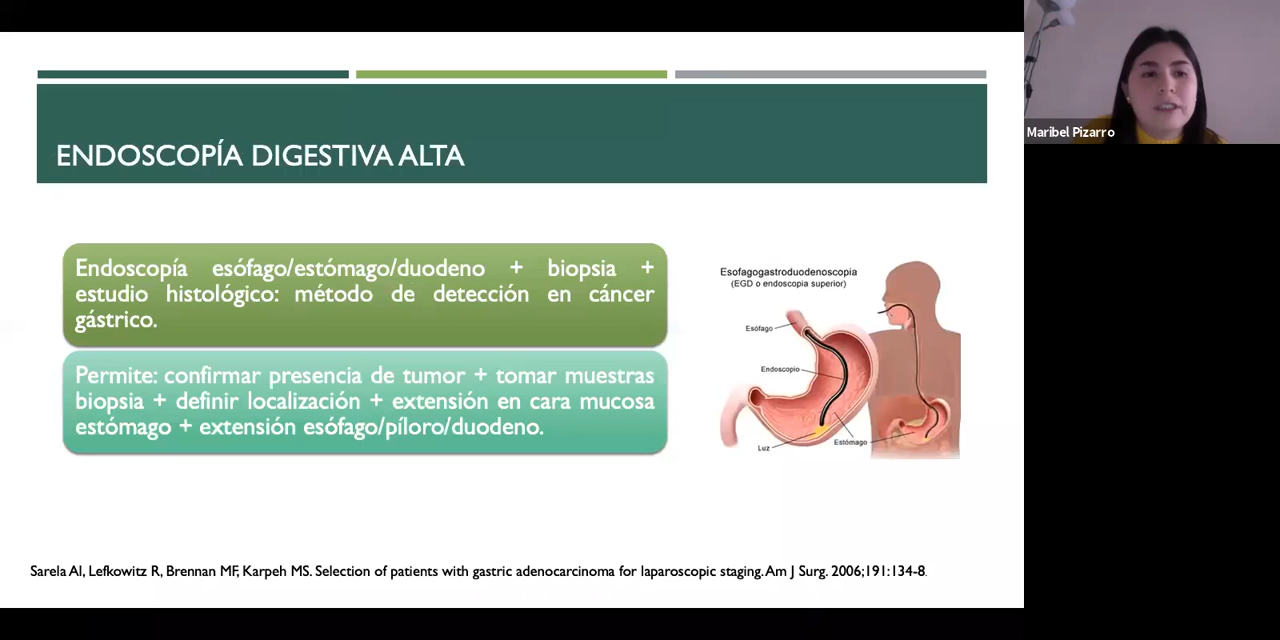 ENDOSCOPÍA DIGESTIVA ALTA
Endoscopía esófago/estómago/duodeno + biopsia +
estudio histológico: método de detección en cáncer
gástrico.
Permite: confirmar presencia de tumor + tomar muestras
biopsia + definir localización + extensión en cara mucosa
estómago + extensión esófago/píloro/duodeno.
Esofagogastroduodenoscopia
(EGD o endoscopia superior)
Esófago
Endoscopio
Estómago
Luz
Sarela AI, Lefkowitz R, Brennan MF, Karpeh MS. Selection of patients with gastric adenocarcinoma for laparoscopic staging. Am J Surg. 2006;191:134-8.
Maribel Pizarro